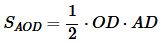 S_{AOD} = \frac{1}{2} \cdot OD \cdot AD